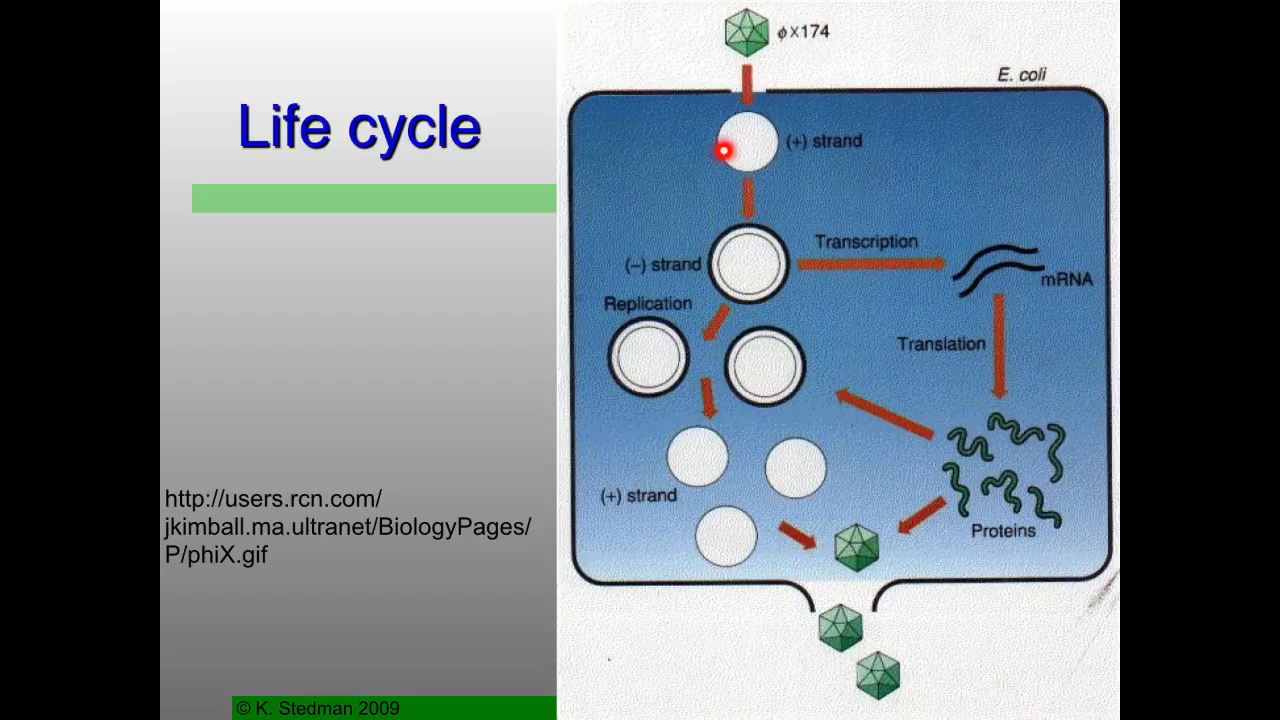 Life cycle
http://users.rcn.com/
jkimball.ma.ultranet/BiologyPages/
P/phiX.gif
© K. Stedman 2009
ϕX174
E. coli
(+) strand
Transcription
(−) strand
mRNA
Replication
Translation
(+) strand
Proteins